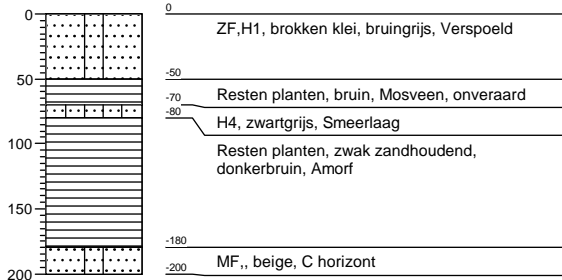 0
0
ZF,H1, brokken klei, bruingrijs, Verspoeld
50
-50
Resten planten, bruin, Mosveen, onveraard
-70
-80
H4, zwartgrijs, Smeerlaag
100
Resten planten, zwak zandhoudend,
donkerbruin, Amorf
150
-180
MF,, beige, C horizont
200
-200